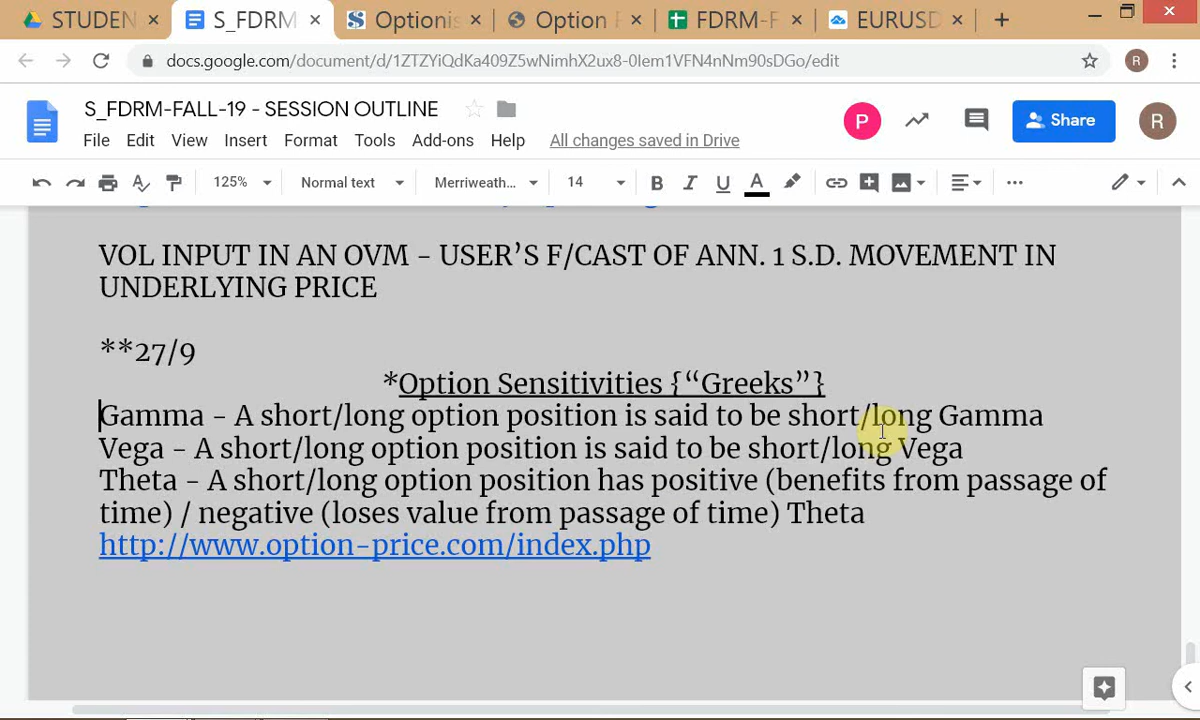 STUDEN
S_FDRM
Optionis
Option
FDRM-F
EURUSD
docs.google.com/document/d/1ZTZYiQdKa409Z5wNimhX2ux8-0Iem1VFN4nNm90sDGo/edit
R
S_FDRM-FALL-19 - SESSION OUTLINE
P
Share
R
File Edit View Insert Format Tools Add-ons Help All changes saved in Drive
125% Normal text Merriweath... 14 B I U A
VOL INPUT IN AN OVM - USER’S F/CAST OF ANN. 1 S.D. MOVEMENT IN
UNDERLYING PRICE
**27/9
*Option Sensitivities {“Greeks”}
Gamma - A short/long option position is said to be short/long Gamma
Vega - A short/long option position is said to be short/long Vega
Theta - A short/long option position has positive (benefits from passage of
time) / negative (loses value from passage of time) Theta
http://www.option-price.com/index.php